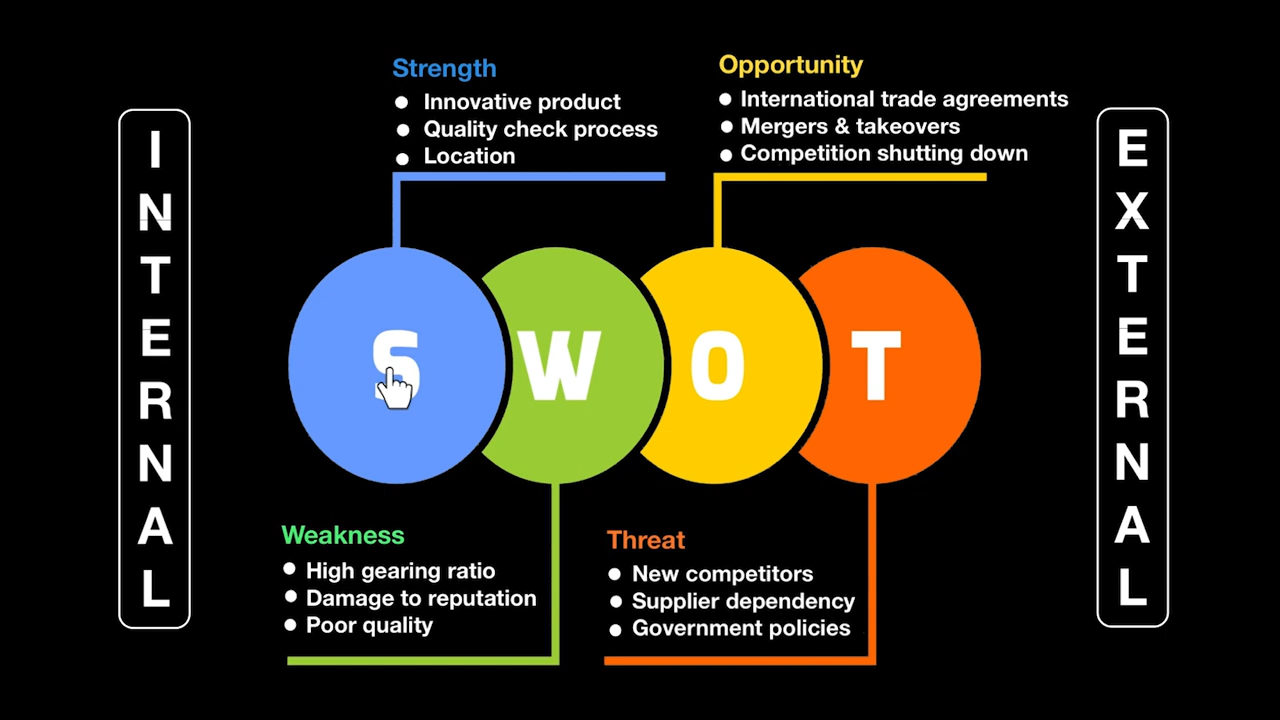 INTERNAL
Strength
● Innovative product
● Quality check process
● Location
Opportunity
● International trade agreements
● Mergers & takeovers
● Competition shutting down
S W O T
Weakness
● High gearing ratio
● Damage to reputation
● Poor quality
Threat
● New competitors
● Supplier dependency
● Government policies
EXTERNAL